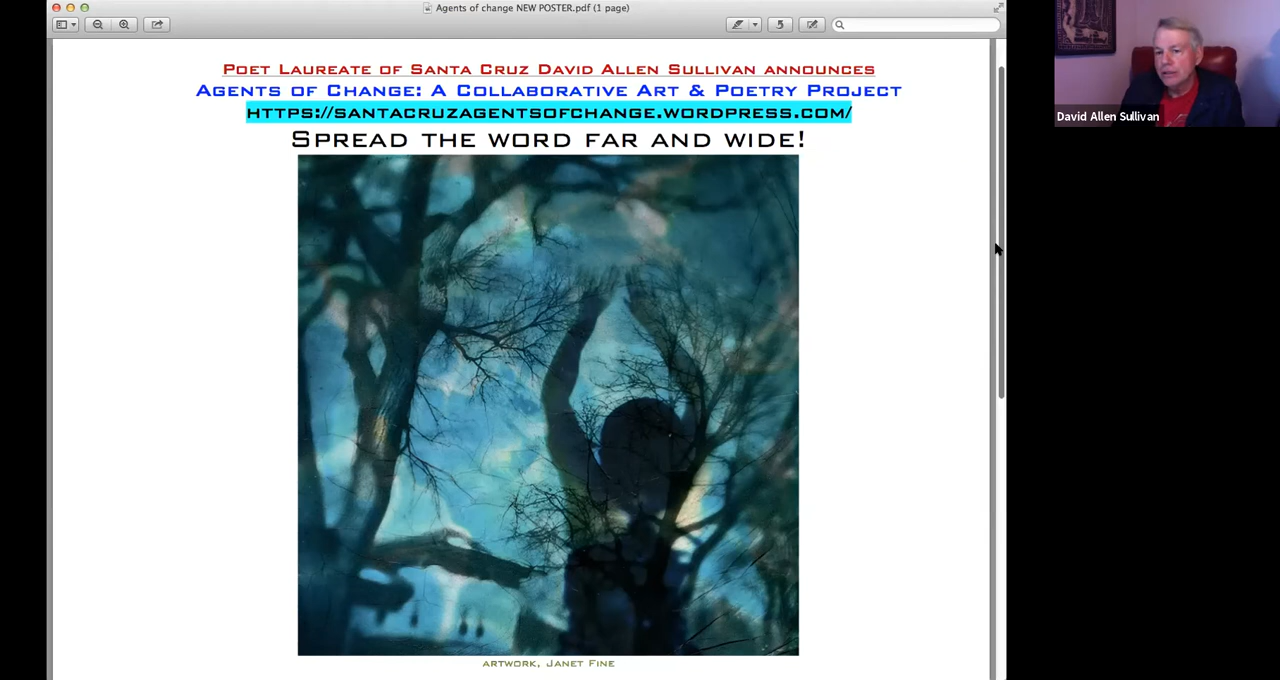 Agents of change NEW POSTER.pdf (1 page)
Poet Laureate of Santa Cruz David Allen Sullivan announces
Agents of Change: A Collaborative Art & Poetry Project
https://santacruzagentsofchange.wordpress.com/
Spread the word far and wide!
artwork, Janet Fine
David Allen Sullivan